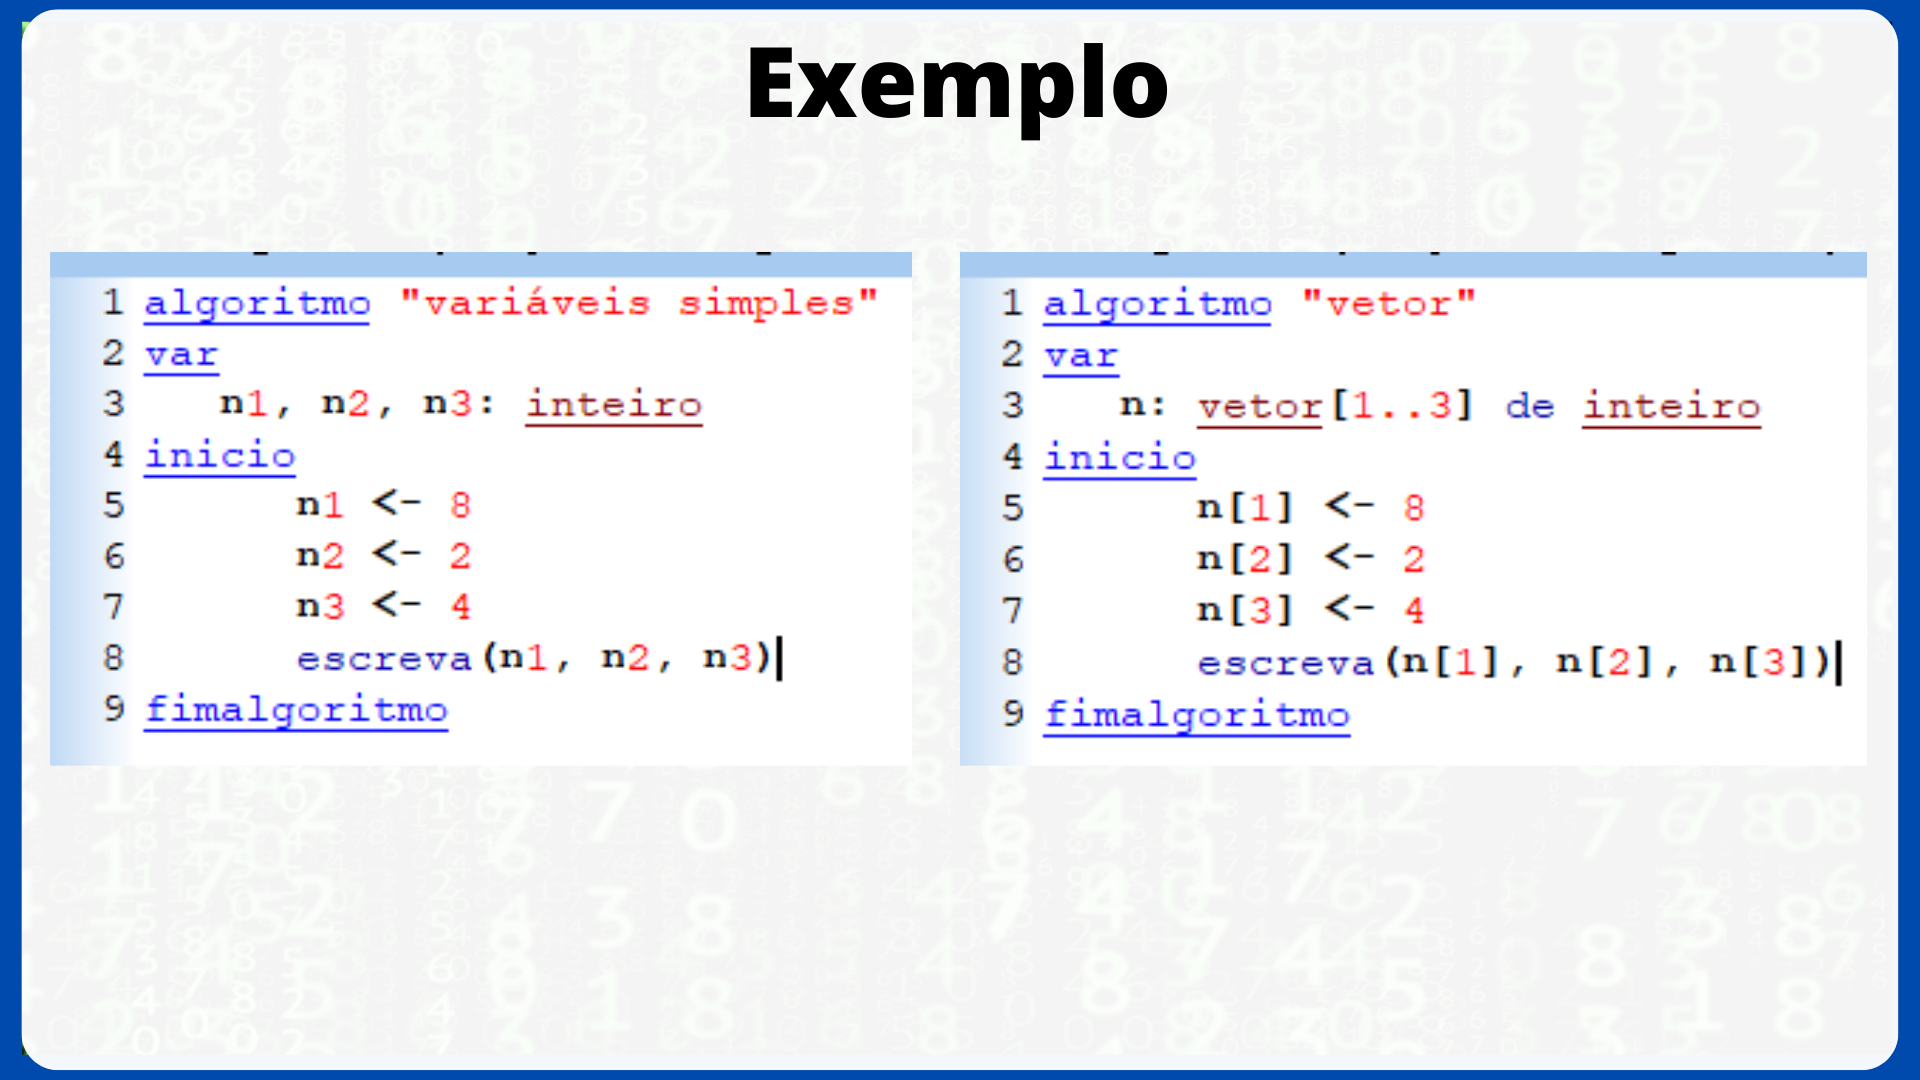 Exemplo
1 algoritmo "variáveis simples"
2 var
3 n1, n2, n3: inteiro
4 inicio
5 n1 <- 8
6 n2 <- 2
7 n3 <- 4
8 escreva(n1, n2, n3)
9 fimalgoritmo
1 algoritmo "vetor"
2 var
3 n: vetor[1..3] de inteiro
4 inicio
5 n[1] <- 8
6 n[2] <- 2
7 n[3] <- 4
8 escreva(n[1], n[2], n[3])
9 fimalgoritmo